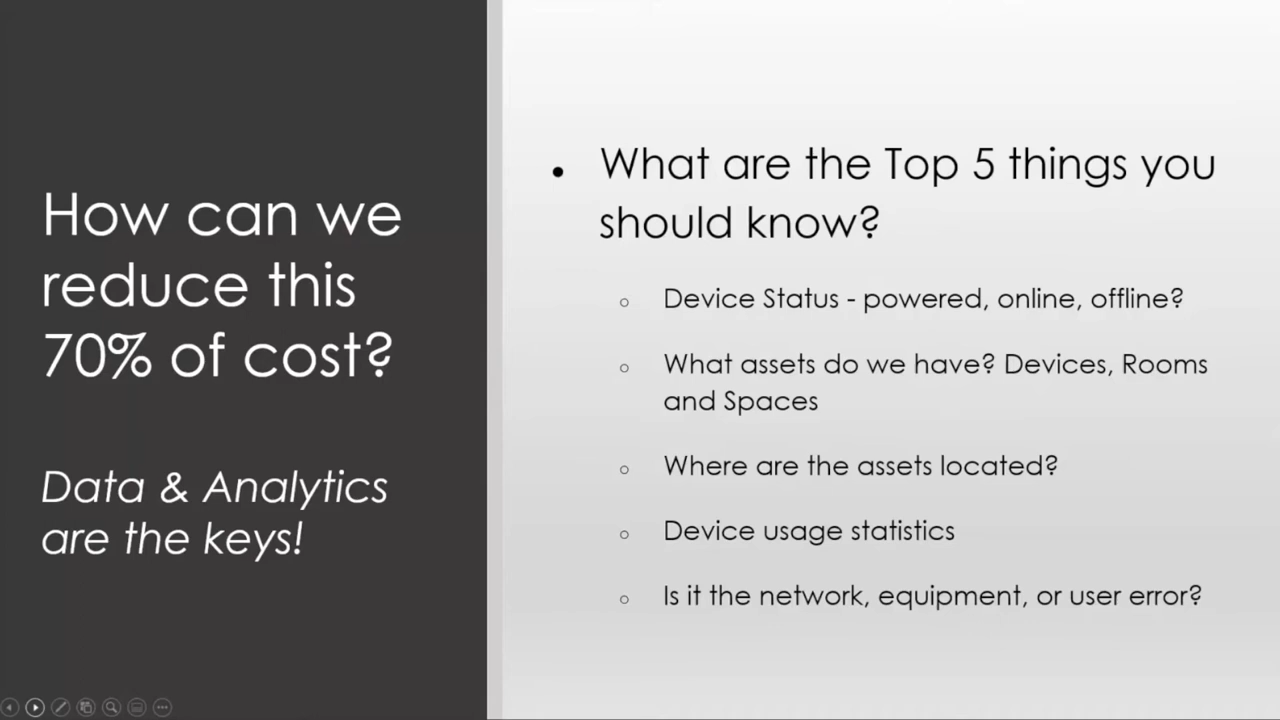 How can we
reduce this
70% of cost?
Data & Analytics
are the keys!
• What are the Top 5 things you
should know?
○ Device Status - powered, online, offline?
○ What assets do we have? Devices, Rooms
and Spaces
○ Where are the assets located?
○ Device usage statistics
○ Is it the network, equipment, or user error?